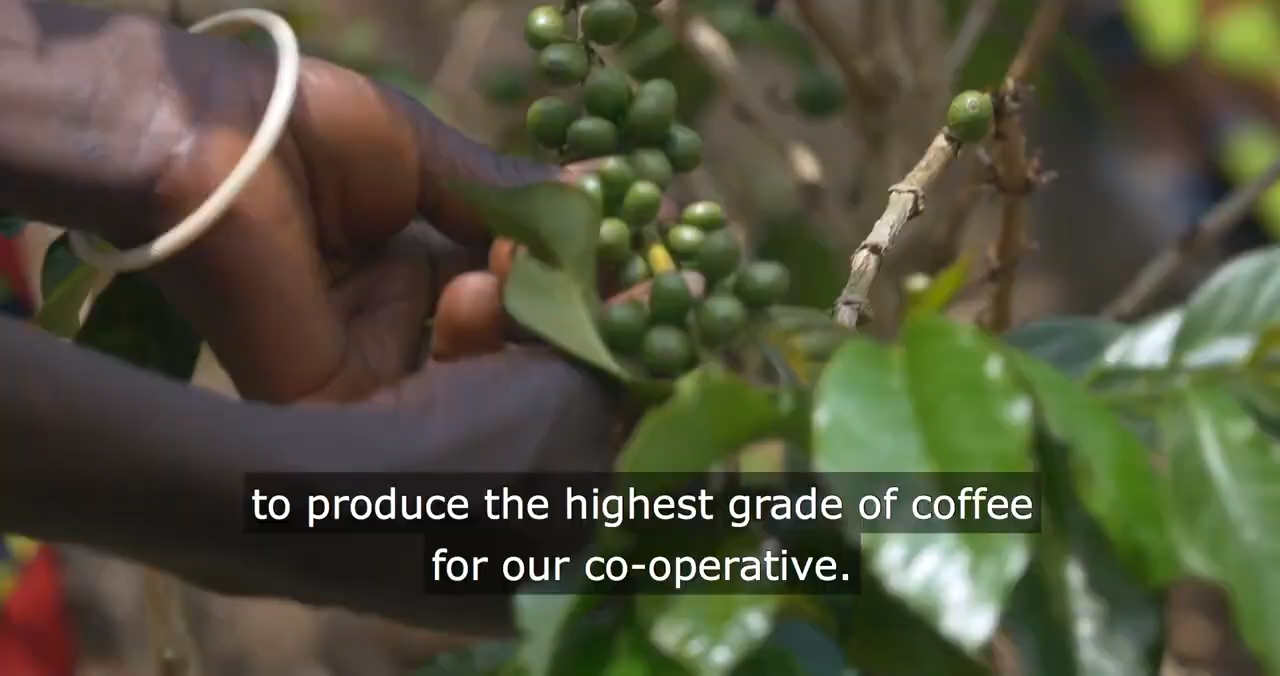 to produce the highest grade of coffee
for our co-operative.